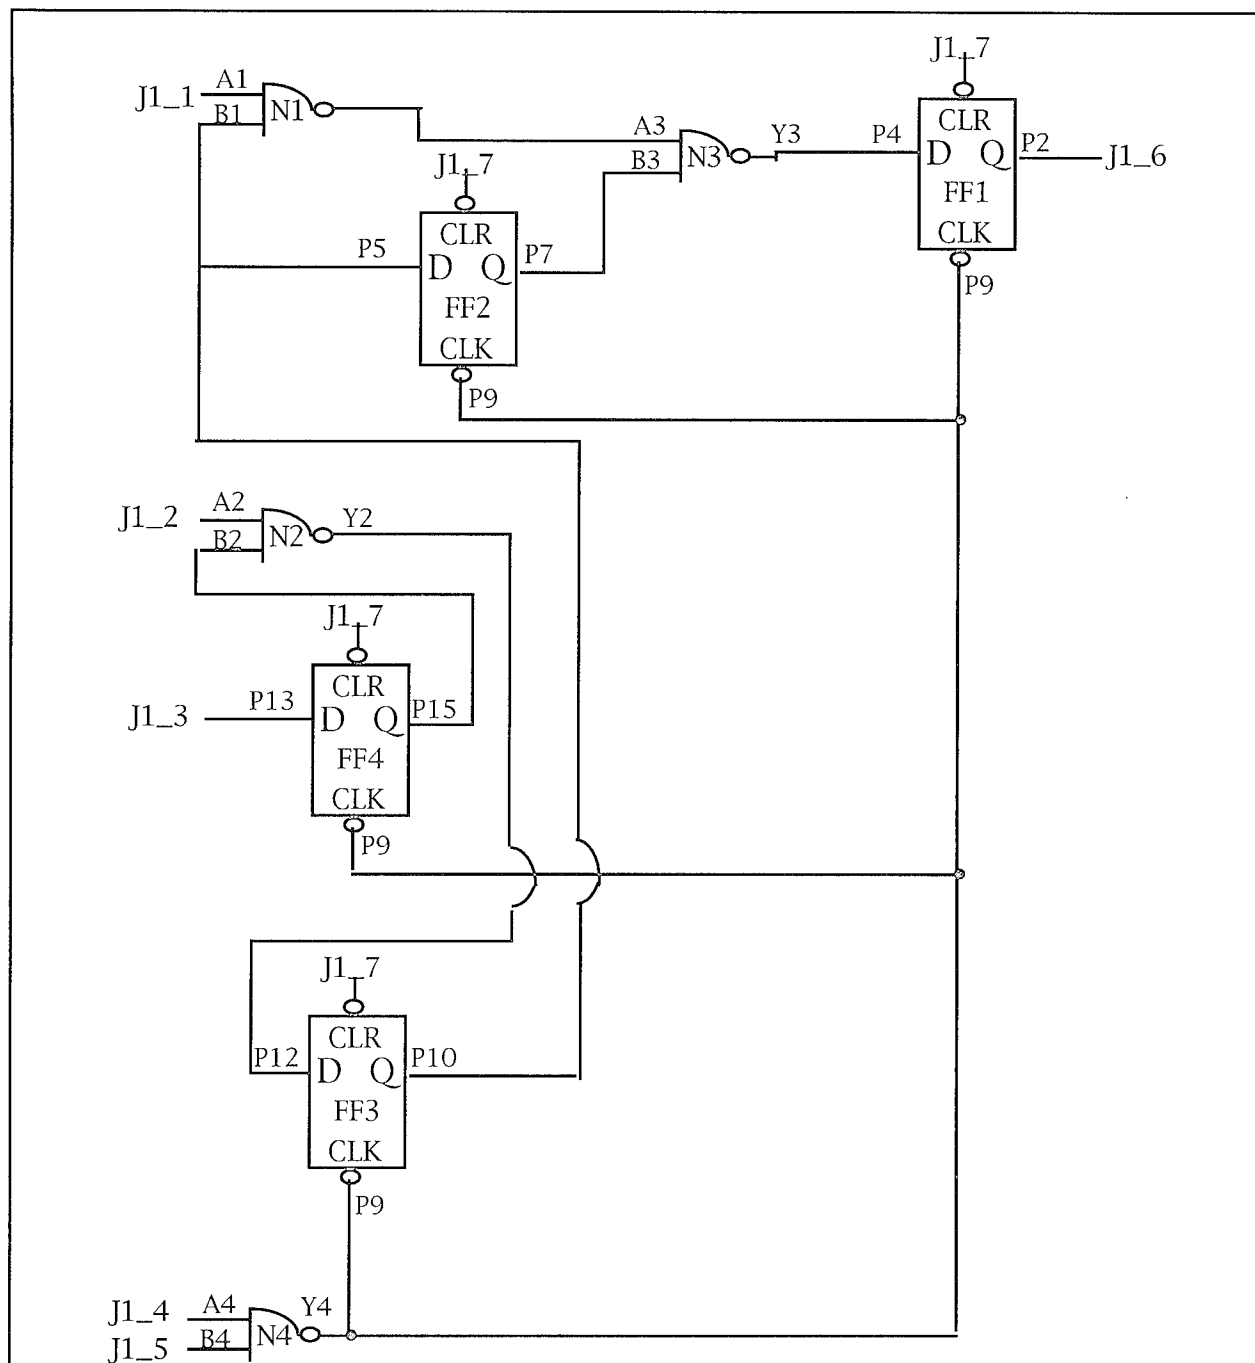 J1_7
J1_1 A1
B1 N1
A3 Y3 P4 CLR P2
B3 N3 D Q J1_6
FF1
CLK
P9
J1_7
CLR
P5 D Q P7
FF2
CLK
P9
J1_2 A2 Y2
B2 N2
J1_7
CLR
J1_3 P13 D Q P15
FF4
CLK
P9
J1_7
CLR
P12 D Q P10
FF3
CLK
P9
J1_4 A4 Y4
J1_5 B4 N4